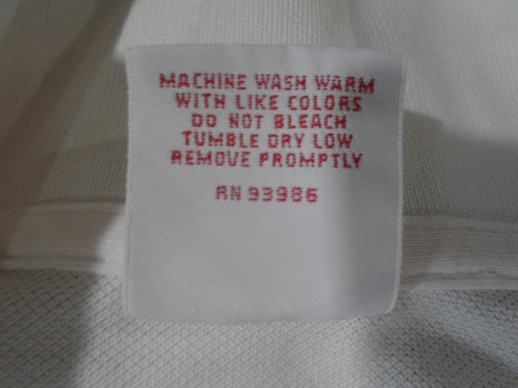 MACHINE WASH WARM
WITH LIKE COLORS
DO NOT BLEACH
TUMBLE DRY LOW
REMOVE PROMPTLY
RN 93986